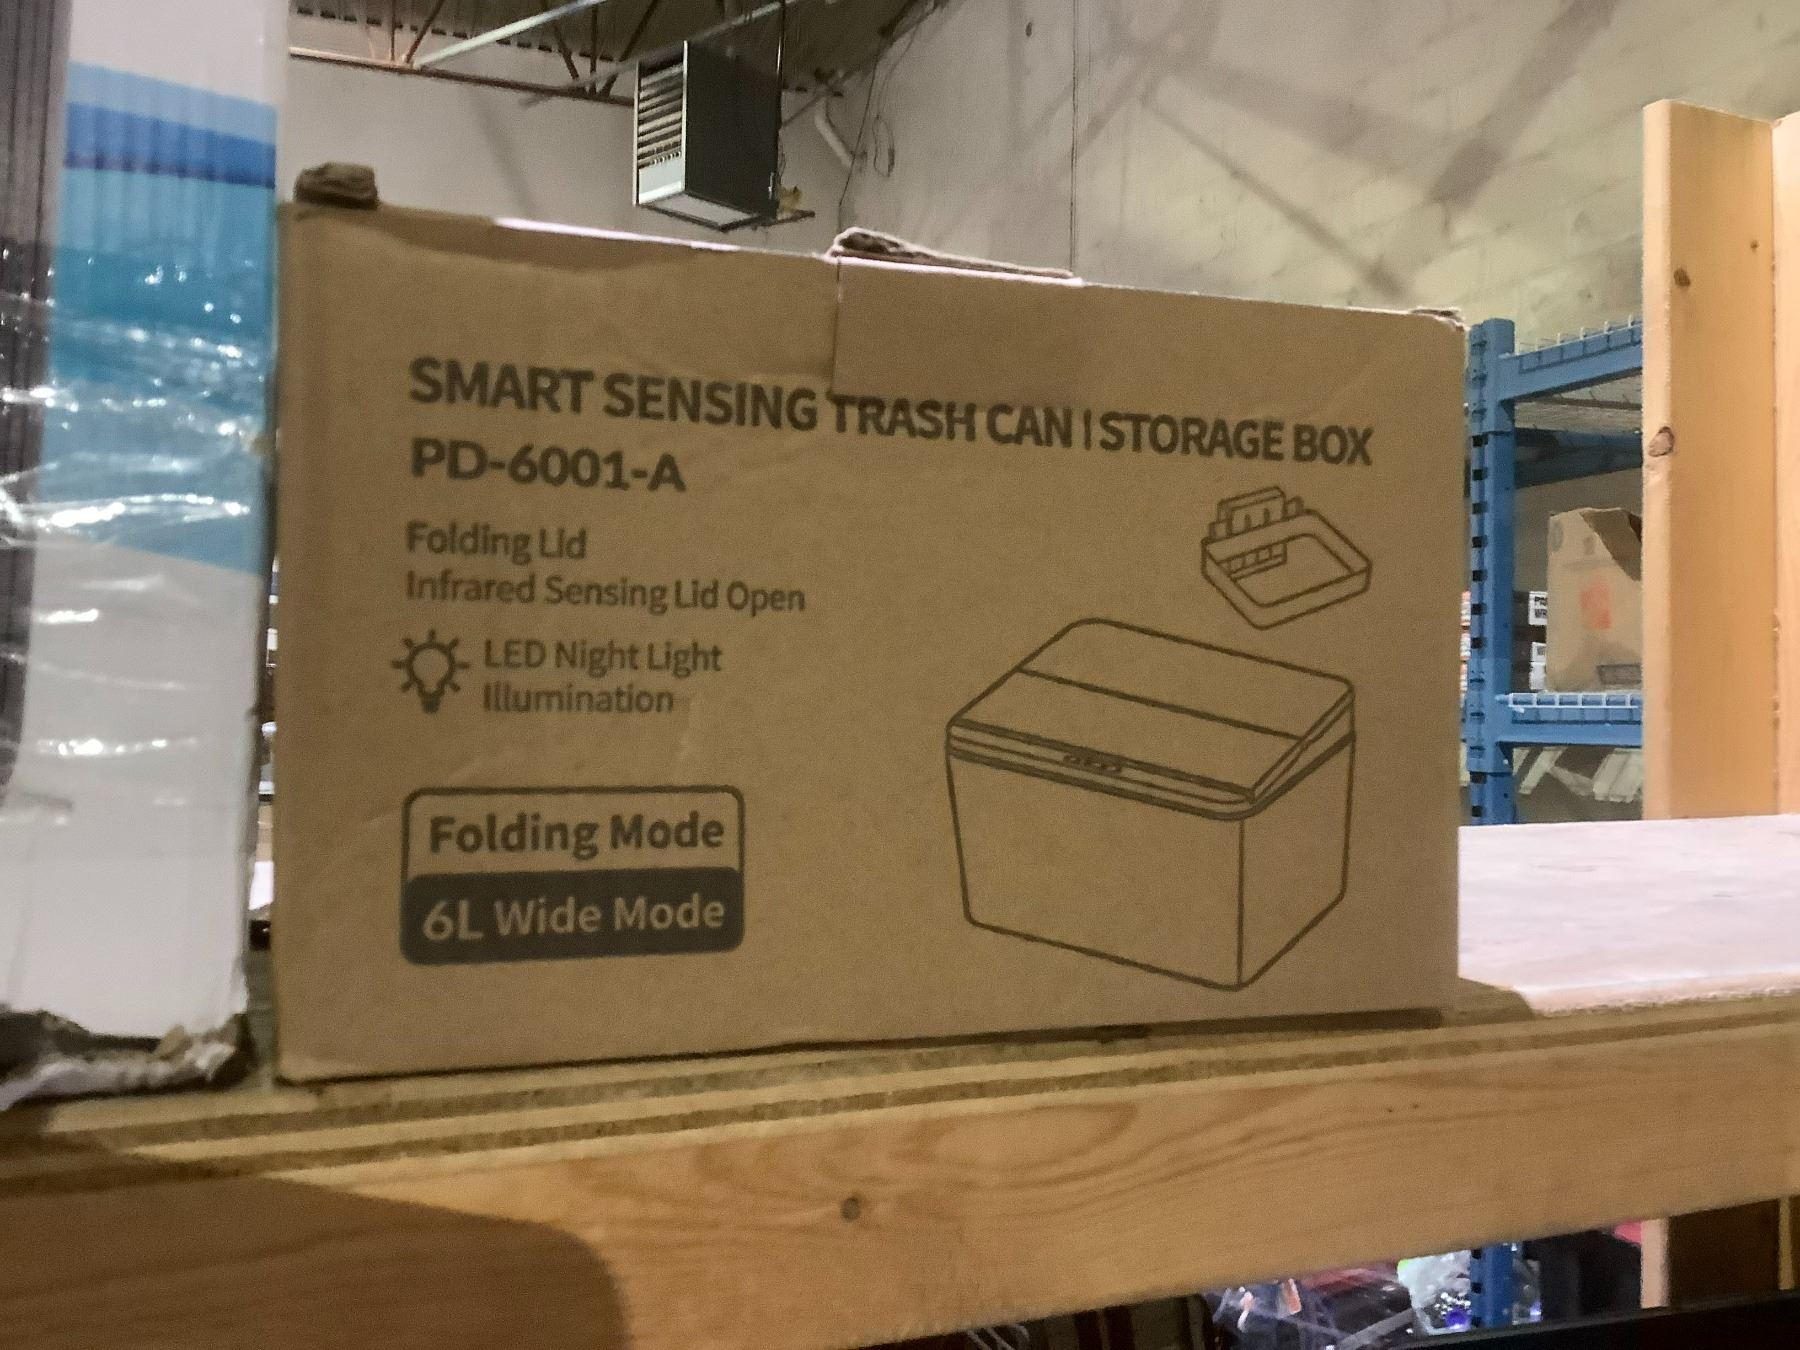 SMART SENSING TRASH CAN | STORAGE BOX
PD-6001-A
Folding Lid
Infrared Sensing Lid Open
LED Night Light
Illumination
Folding Mode
6L Wide Mode